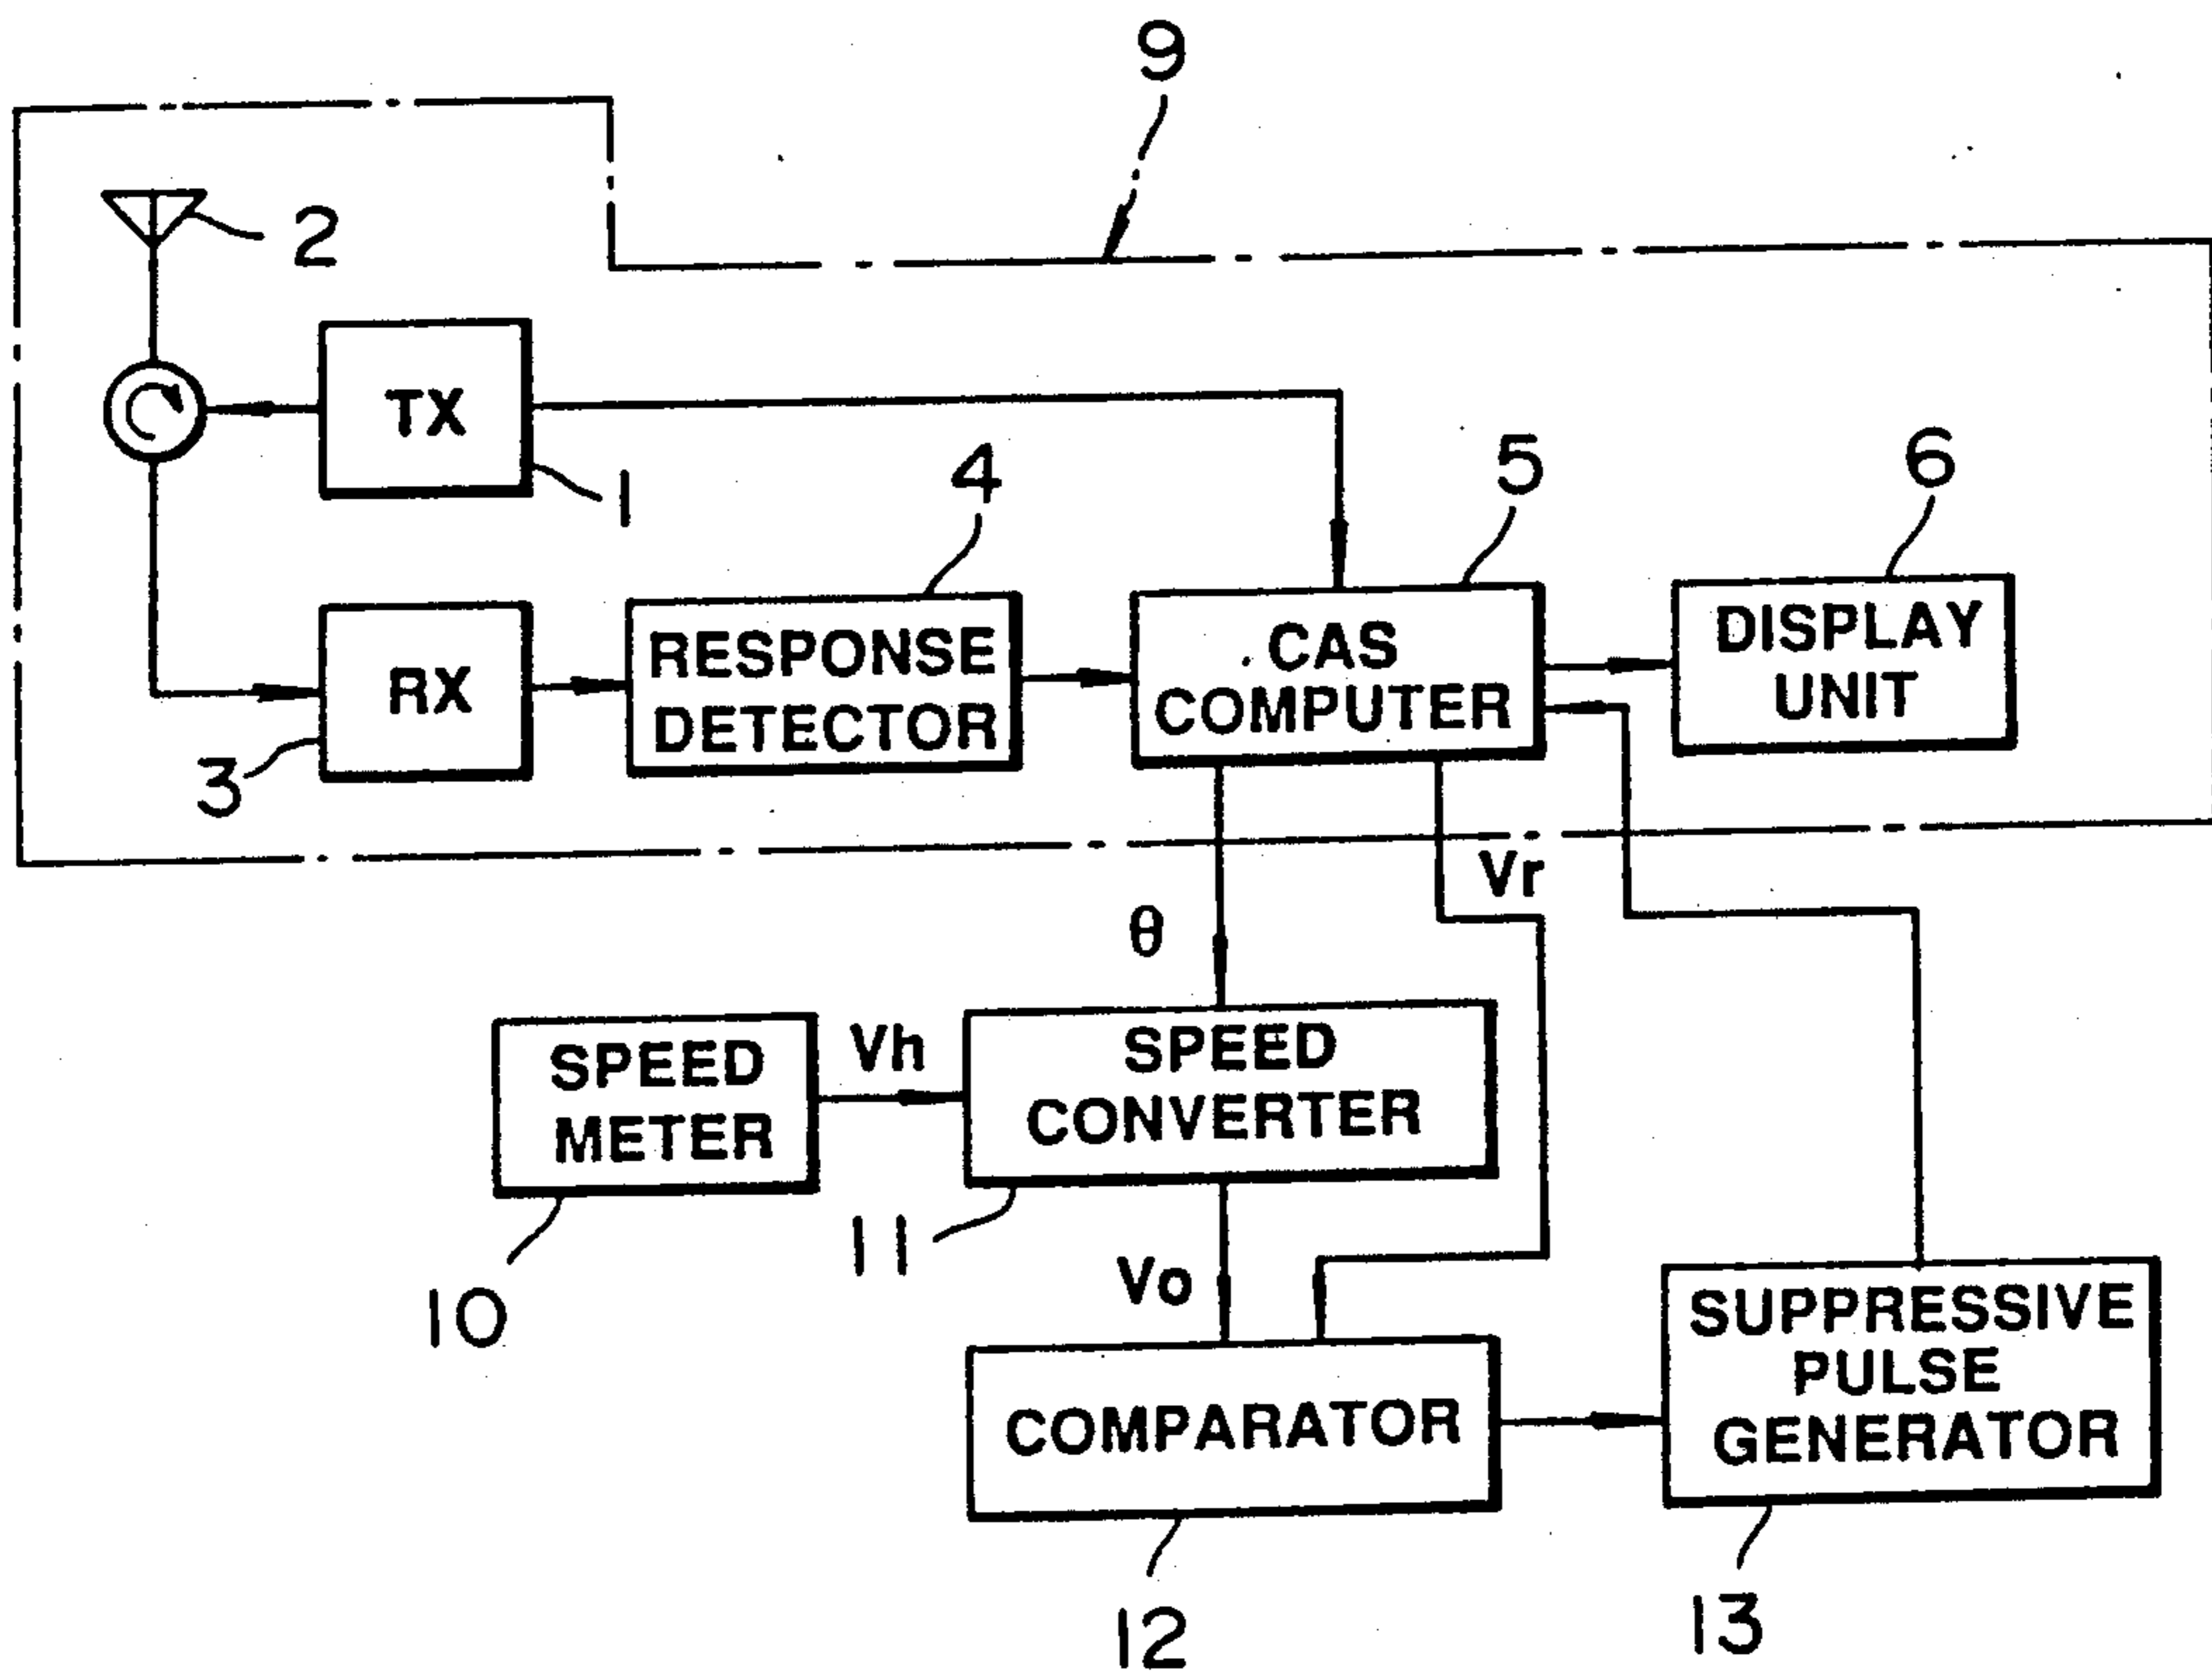 9
2
TX
1
4
5
6
RX
3
RESPONSE
DETECTOR
CAS
COMPUTER
DISPLAY
UNIT
Vr
θ
SPEED
METER
10
Vh
SPEED
CONVERTER
11
Vo
COMPARATOR
12
SUPPRESSIVE
PULSE
GENERATOR
13